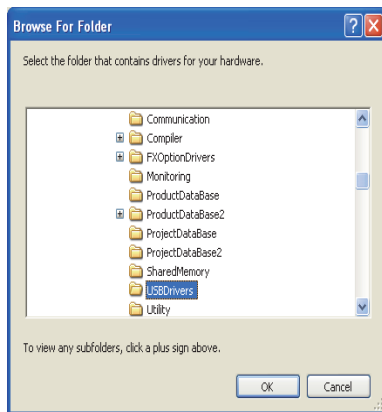 Browse For Folder
Select the folder that contains drivers for your hardware.
Communication
Compiler
FXOptionDrivers
Monitoring
ProductDataBase
ProductDataBase2
ProjectDataBase
ProjectDataBase2
SharedMemory
USBDrivers
Utility
To view any subfolders, click a plus sign above.
OK Cancel